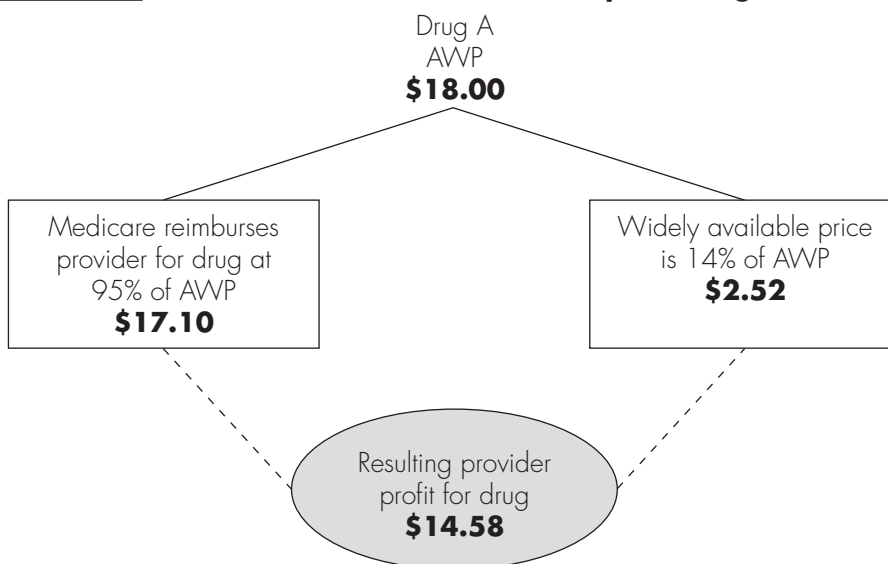 Drug A
AWP
$18.00
Medicare reimburses
provider for drug at
95% of AWP
$17.10
Widely available price
is 14% of AWP
$2.52
Resulting provider
profit for drug
$14.58